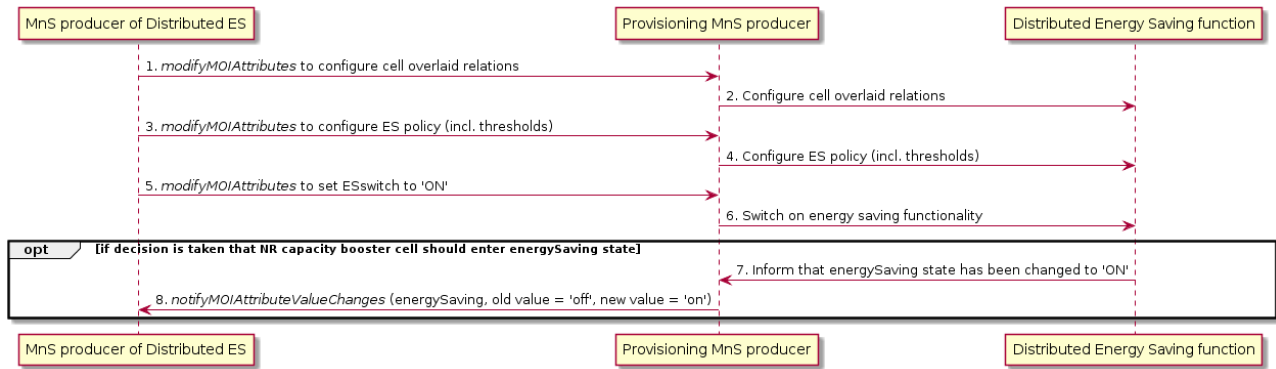 MnS producer of Distributed ES
Provisioning MnS producer
Distributed Energy Saving function
1. modifyMOIAttributes to configure cell overlaid relations
2. Configure cell overlaid relations
3. modifyMOIAttributes to configure ES policy (incl. thresholds)
4. Configure ES policy (incl. thresholds)
5. modifyMOIAttributes to set ESswitch to 'ON'
6. Switch on energy saving functionality
opt
[if decision is taken that NR capacity booster cell should enter energySaving state]
7. Inform that energySaving state has been changed to 'ON'
8. notifyMOIAttributeValueChanges (energySaving, old value = 'off', new value = 'on')
MnS producer of Distributed ES
Provisioning MnS producer
Distributed Energy Saving function